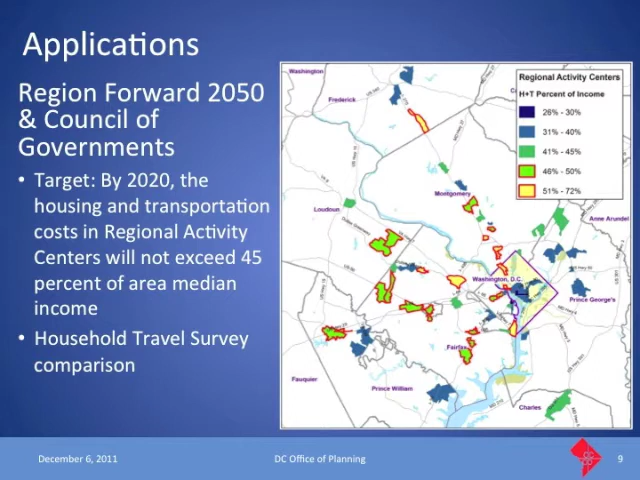 Applications
Region Forward 2050
& Council of
Governments
• Target: By 2020, the
housing and transportation
costs in Regional Activity
Centers will not exceed 45
percent of area median
income
• Household Travel Survey
comparison
Washington
Frederick
Montgomery
Loudoun
Anne Arundel
Washington, D.C.
Prince George's
Fairfax
Fauquier
Prince William
Charles
Regional Activity Centers
H+T Percent of Income
26% - 30%
31% - 40%
41% - 45%
46% - 50%
51% - 72%
December 6, 2011
DC Office of Planning
9